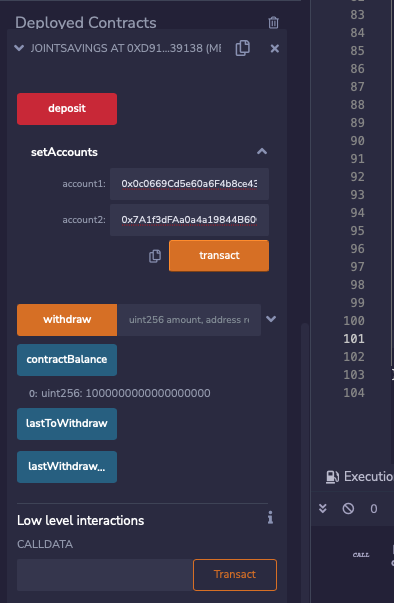 Deployed Contracts
JOINTSAVINGS AT 0XD91...39138 (ME
deposit
setAccounts
account1: 0x0c0669Cd5e60a6F4b8ce43
account2: 0x7A1f3dFAa0a4a19844B60
transact
withdraw uint256 amount, address re
contractBalance
0: uint256: 1000000000000000000
lastToWithdraw
lastWithdraw...
Low level interactions
CALLDATA
Transact
83
84
85
86
87
88
89
90
91
92
93
94
95
96
97
98
99
100
101
102
103
104
Executio
0
CALL